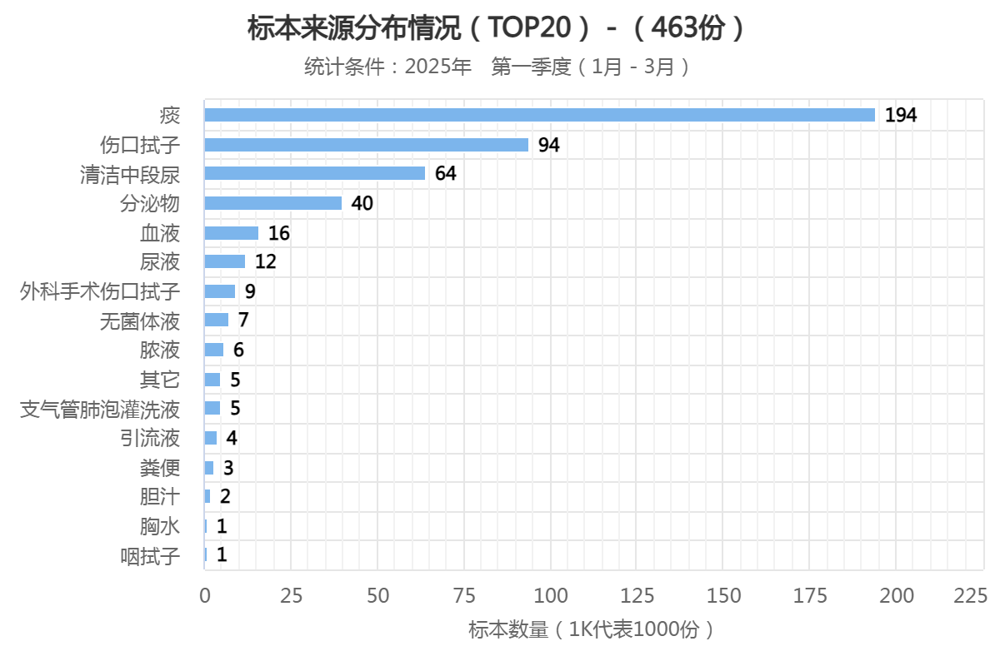 标本来源分布情况（TOP20） - （463份）
统计条件：2025年 第一季度（1月 - 3月）
痰 194
伤口拭子 94
清洁中段尿 64
分泌物 40
血液 16
尿液 12
外科手术伤口拭子 9
无菌体液 7
脓液 6
其它 5
支气管肺泡灌洗液 5
引流液 4
粪便 3
胆汁 2
胸水 1
咽拭子 1
0 25 50 75 100 125 150 175 200 225
标本数量（1K代表1000份）